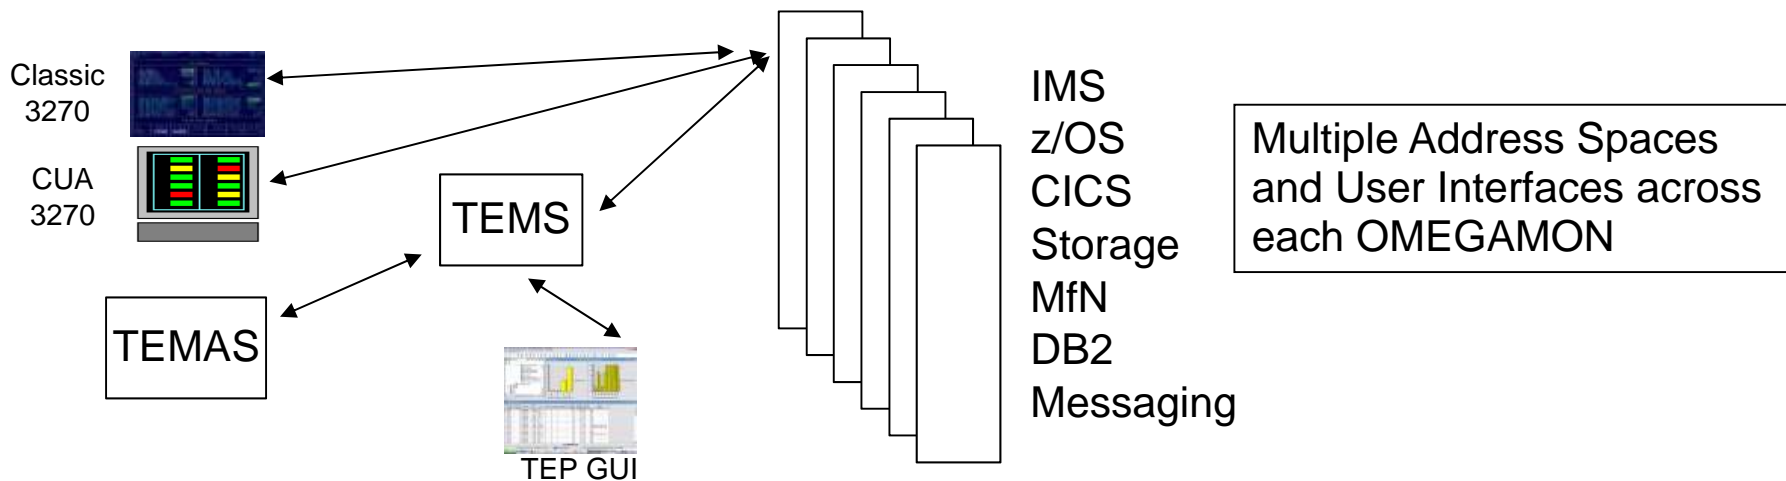 Classic
3270
CUA
3270
TEMS
TEMAS
TEP GUI
IMS
z/OS
CICS
Storage
MfN
DB2
Messaging
Multiple Address Spaces
and User Interfaces across
each OMEGAMON